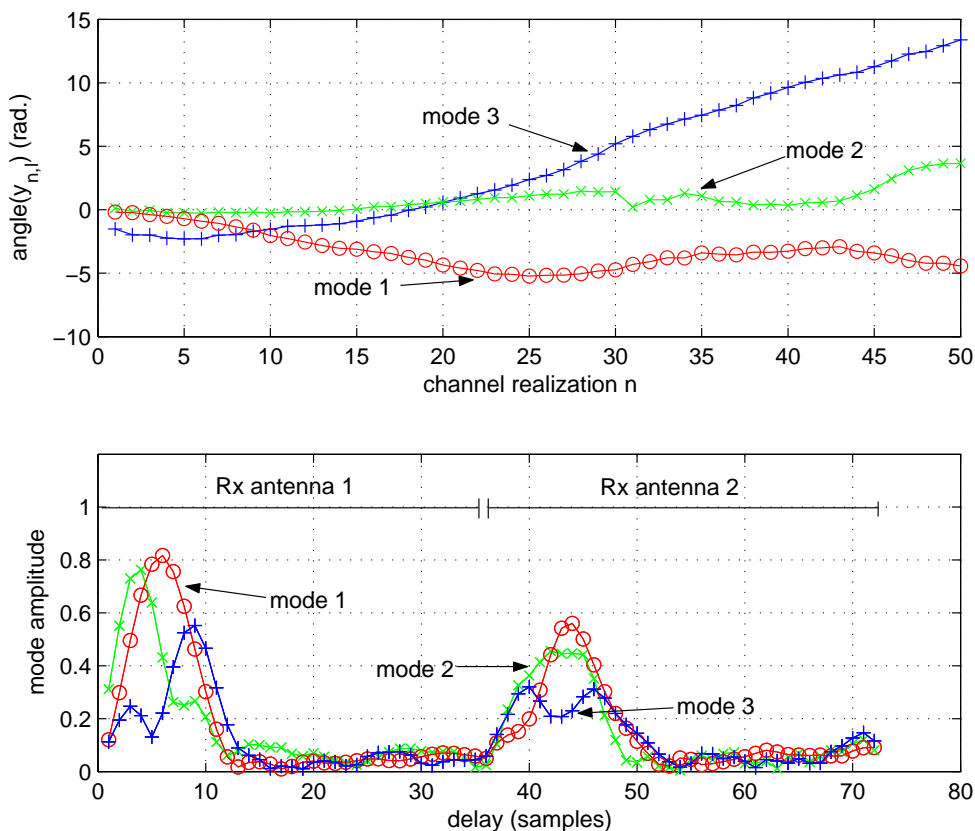 15
10
5
0
−5
−10
angle(y_{n,l}) (rad.)
mode 3
mode 2
mode 1
0 5 10 15 20 25 30 35 40 45 50
channel realization n
Rx antenna 1 Rx antenna 2
1
0.8
0.6
0.4
0.2
0
mode amplitude
mode 1
mode 2
mode 3
0 10 20 30 40 50 60 70 80
delay (samples)